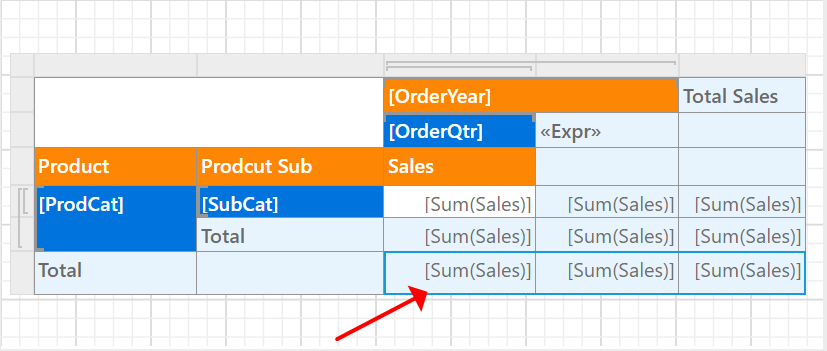 [OrderYear] Total Sales
[OrderQtr] «Expr»
Product Prodcut Sub Sales
[ProdCat] [SubCat] [Sum(Sales)] [Sum(Sales)] [Sum(Sales)]
Total [Sum(Sales)] [Sum(Sales)] [Sum(Sales)]
Total [Sum(Sales)] [Sum(Sales)] [Sum(Sales)]